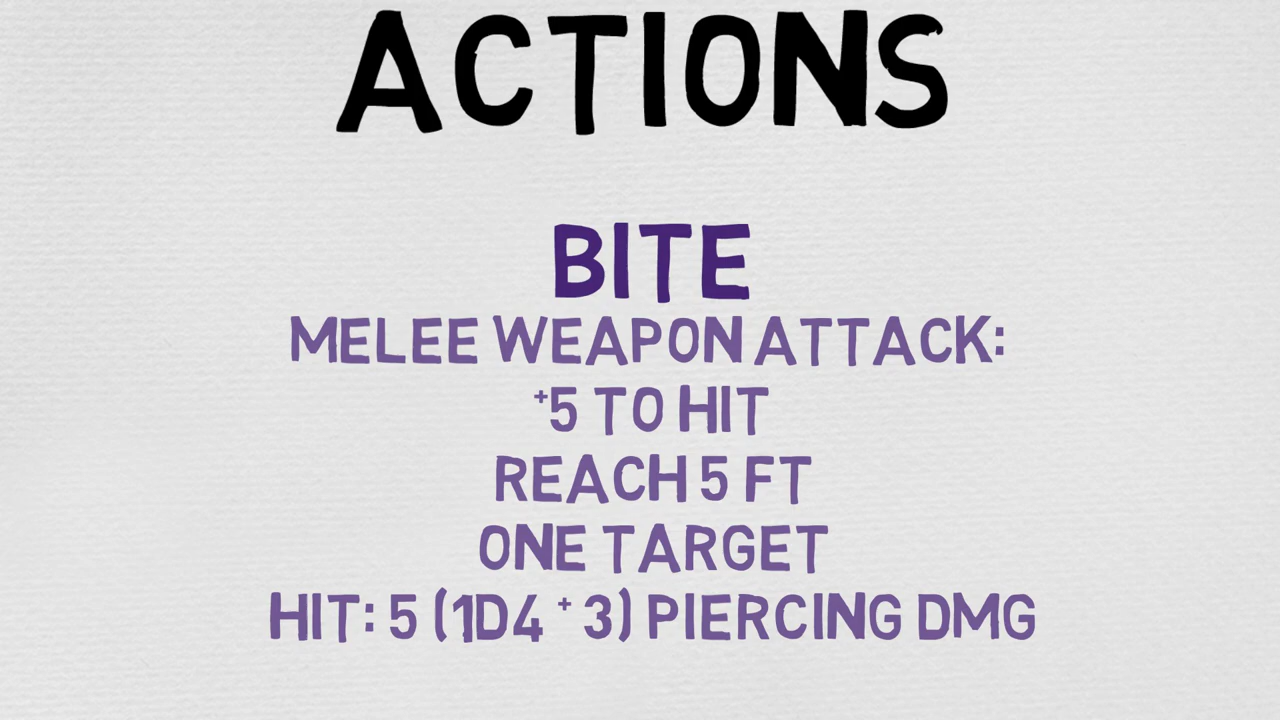 ACTIONS
BITE
MELEE WEAPON ATTACK:
+5 TO HIT
REACH 5 FT
ONE TARGET
HIT: 5 (1D4 + 3) PIERCING DMG